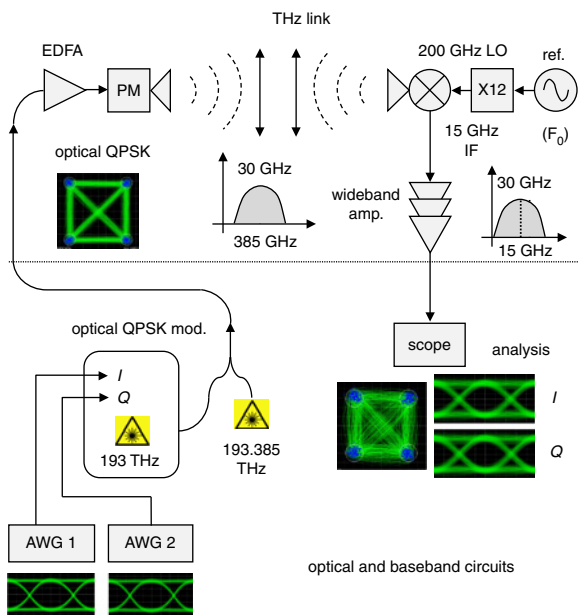 THz link
EDFA
200 GHz LO
ref.
PM
X12
(F0)
15 GHz
IF
optical QPSK
30 GHz
385 GHz
wideband
amp.
30 GHz
15 GHz
optical QPSK mod.
I
Q
193 THz
193.385
THz
scope
analysis
I
Q
AWG 1
AWG 2
optical and baseband circuits